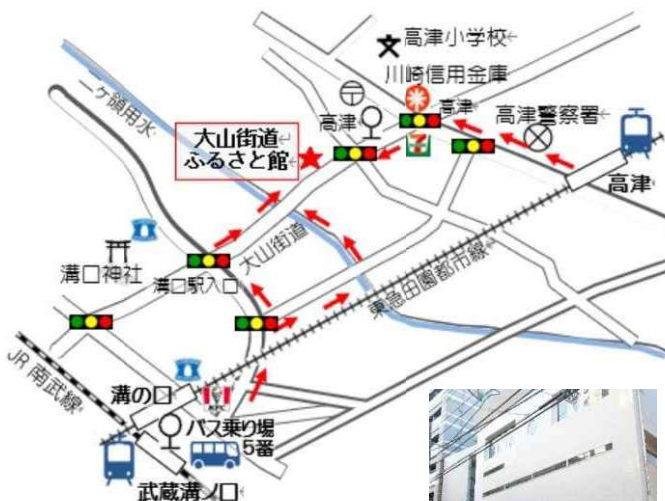 高津小学校
川崎信用金庫
高津
高津
高津警察署
二ケ領用水
大山街道
ふるさと館
高津
大山街道
溝口神社
溝口駅入口
東急田園都市線
JR 南武線
溝の口
KFC
バス乗り場
5番
武蔵溝ノ口